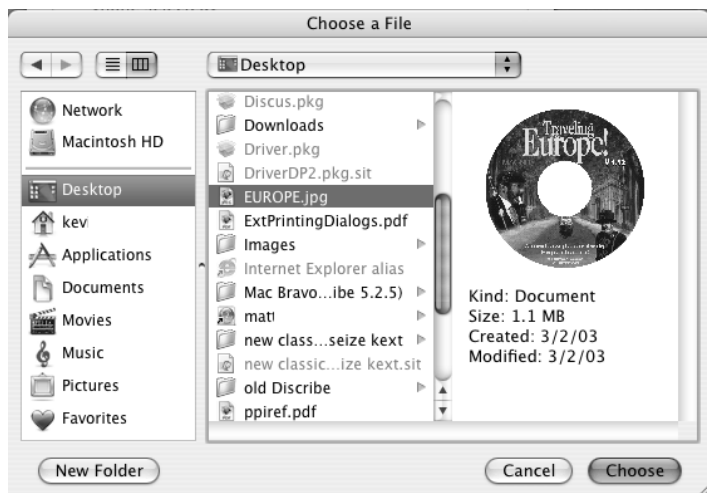 Choose a File
Desktop
Network
Macintosh HD
Desktop
kev
Applications
Documents
Movies
Music
Pictures
Favorites
Discus.pkg
Downloads
Driver.pkg
DriverDP2.pkg.sit
EUROPE.jpg
ExtPrintingDialogs.pdf
Images
Internet Explorer alias
Mac Bravo...ibe 5.2.5)
matt
new class...seize kext
new classic...ize kext.sit
old Discribe
ppiref.pdf
Traveling
Europe!
Kind: Document
Size: 1.1 MB
Created: 3/2/03
Modified: 3/2/03
New Folder
Cancel
Choose